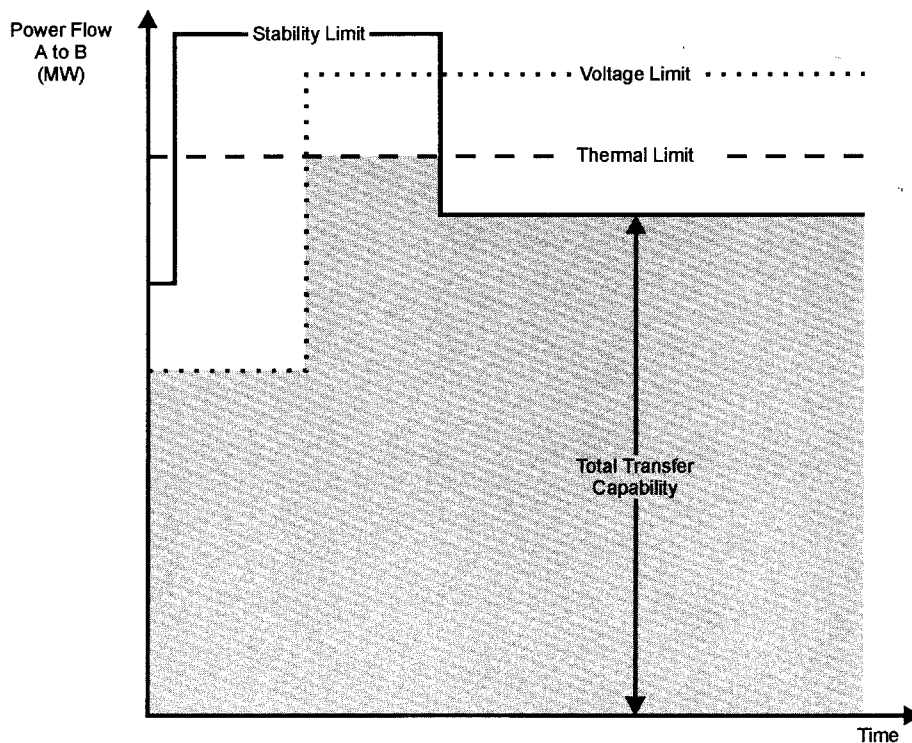 Power Flow
A to B
(MW)
Stability Limit
Voltage Limit
Thermal Limit
Total Transfer
Capability
Time